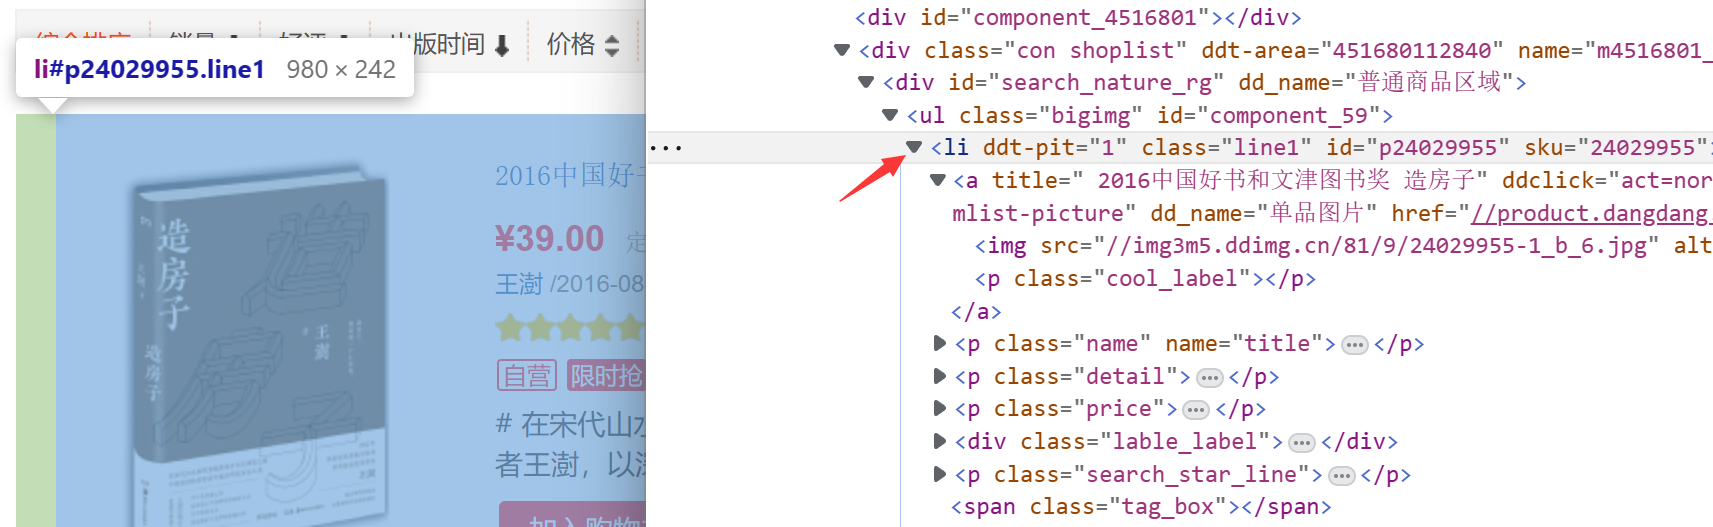 综合排序 销量 好评 出版时间 价格
li#p24029955.line1 980 × 242
2016中国好书
¥39.00 定
王澍 /2016-08
自营 限时抢
# 在宋代山水
者王澍，以深
加入购物
造房子
王澍
造房子
<div id="component_4516801"></div>
<div class="con shoplist" ddt-area="451680112840" name="m4516801_
<div id="search_nature_rg" dd_name="普通商品区域">
<ul class="bigimg" id="component_59">
<li ddt-pit="1" class="line1" id="p24029955" sku="24029955">
<a title=" 2016中国好书和文津图书奖 造房子" ddclick="act=nor
mlist-picture" dd_name="单品图片" href="//product.dangdang.
<img src="//img3m5.ddimg.cn/81/9/24029955-1_b_6.jpg" alt
<p class="cool_label"></p>
</a>
<p class="name" name="title">…</p>
<p class="detail">…</p>
<p class="price">…</p>
<div class="lable_label">…</div>
<p class="search_star_line">…</p>
<span class="tag_box"></span>